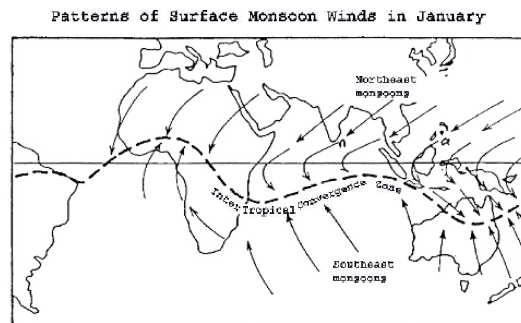 Patterns of Surface Monsoon Winds in January
Northeast
monsoons
Inter Tropical Convergence Zone
Southeast
monsoons